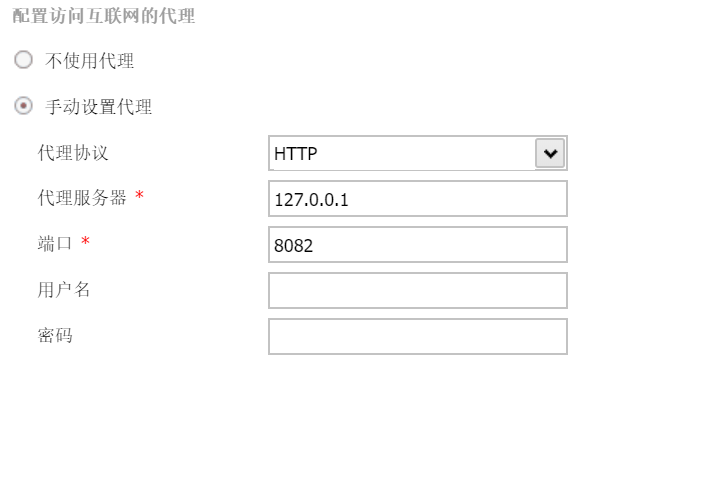 配置访问互联网的代理
不使用代理
手动设置代理
代理协议 HTTP
代理服务器 * 127.0.0.1
端口 * 8082
用户名
密码